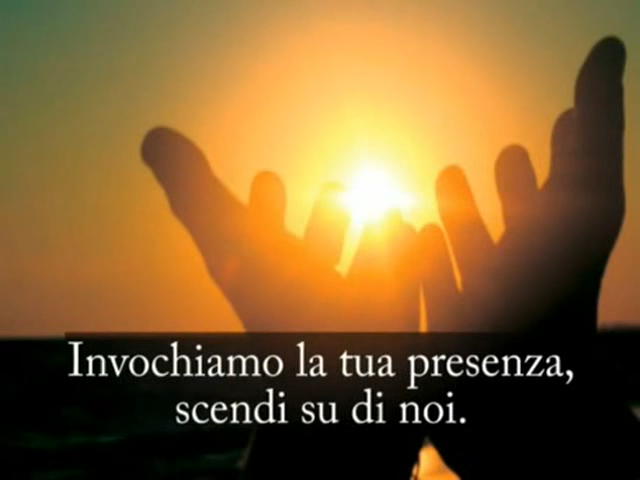 Invochiamo la tua presenza,
scendi su di noi.